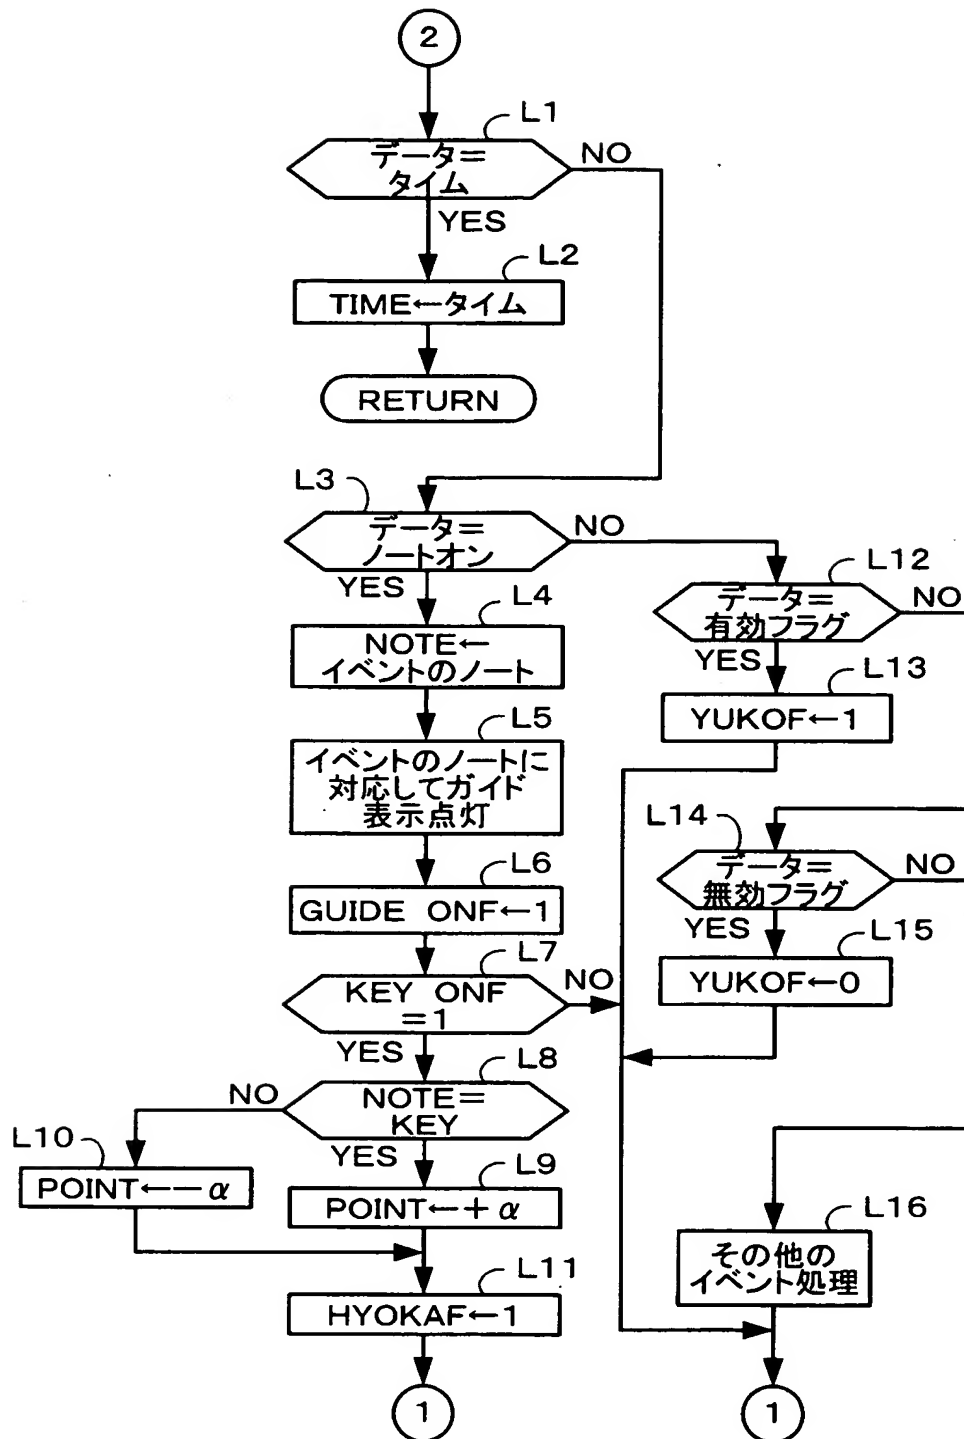 2
L1
データ=
タイム
NO
YES
L2
TIME←タイム
RETURN
L3
データ=
ノートオン
NO
YES
L4
NOTE←
イベントのノート
L5
イベントのノートに
対応してガイド
表示点灯
L6
GUIDE ONF←1
L7
KEY ONF
=1
NO
YES
L8
NOTE=
KEY
NO
YES
L10
POINT←-α
L9
POINT←+α
L11
HYOKAF←1
1
L12
データ=
有効フラグ
NO
YES
L13
YUKOF←1
L14
データ=
無効フラグ
NO
YES
L15
YUKOF←0
L16
その他の
イベント処理
1